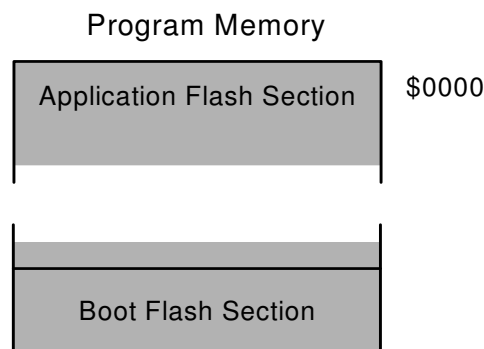 Program Memory
Application Flash Section
$0000
Boot Flash Section